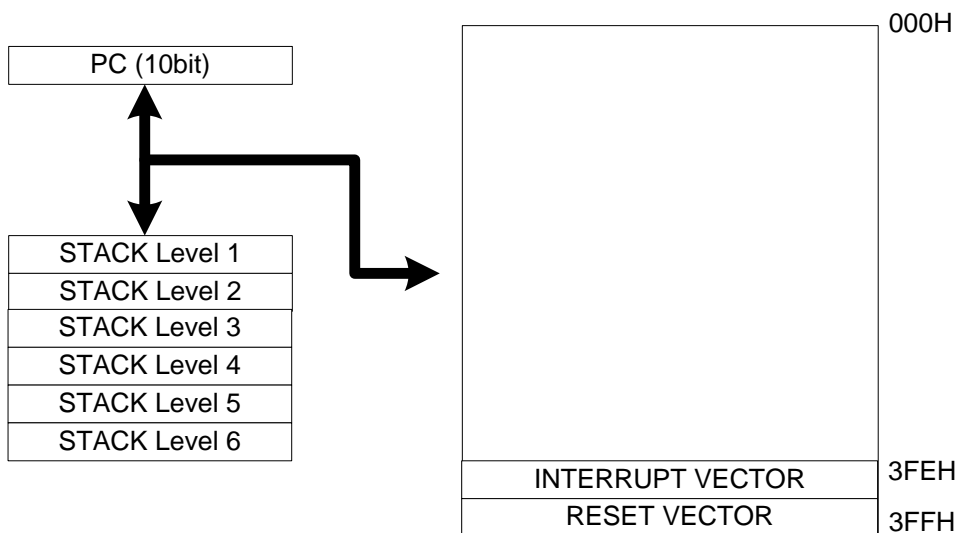 000H
PC (10bit)
STACK Level 1
STACK Level 2
STACK Level 3
STACK Level 4
STACK Level 5
STACK Level 6
INTERRUPT VECTOR
3FEH
RESET VECTOR
3FFH